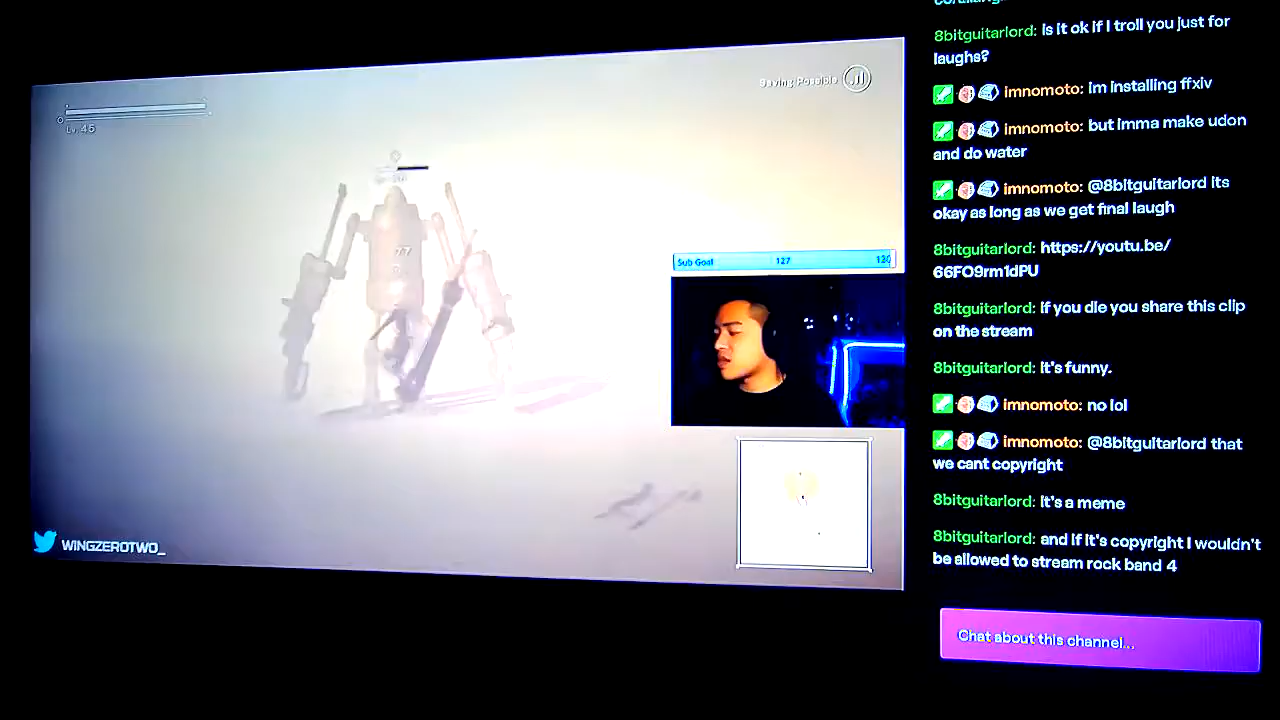 8bitguitarlord: Is it ok if I troll you just for
laughs?
imnomoto: im installing ffxiv
imnomoto: but imma make udon
and do water
imnomoto: @8bitguitarlord its
okay as long as we get final laugh
8bitguitarlord: https://youtu.be/
66FO9rm1dPU
8bitguitarlord: if you die you share this clip
on the stream
8bitguitarlord: It's funny.
imnomoto: no lol
imnomoto: @8bitguitarlord that
we cant copyright
8bitguitarlord: It's a meme
8bitguitarlord: and if it's copyright I wouldn't
be allowed to stream rock band 4
Chat about this channel...
Saving Possible
Lv. 45
77
Sub Goal 127 130
WINGZEROTWO_